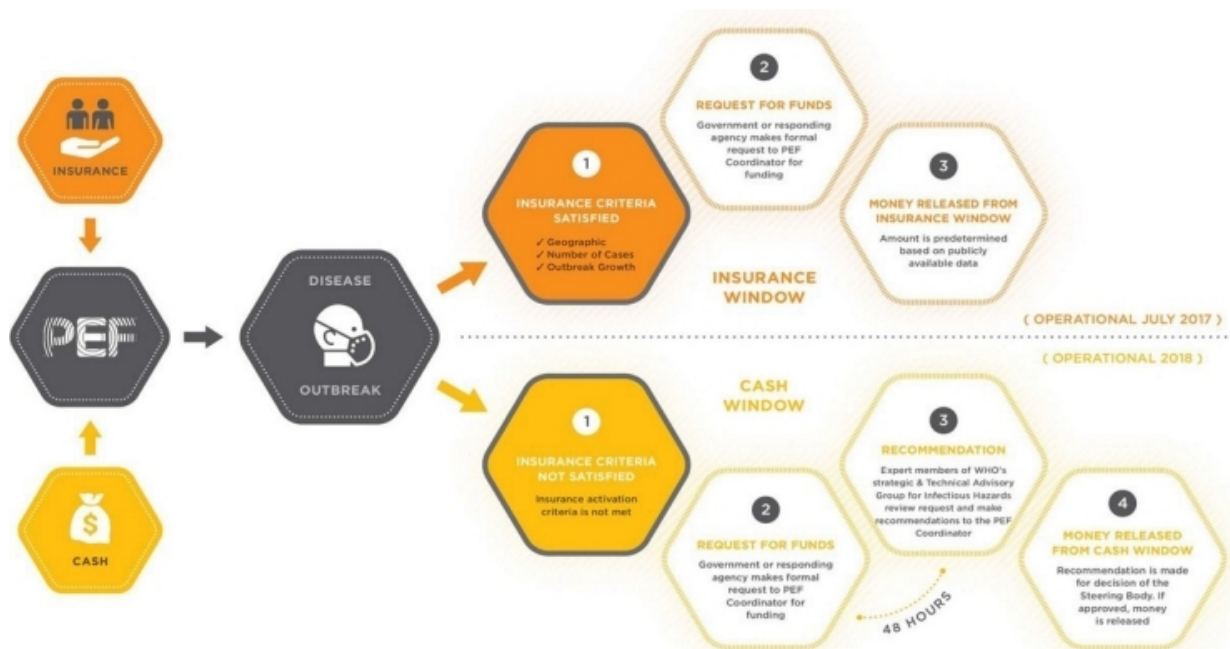 INSURANCE
PEF
$
CASH
DISEASE
OUTBREAK
1
INSURANCE CRITERIA
SATISFIED
✓ Geographic
✓ Number of Cases
✓ Outbreak Growth
2
REQUEST FOR FUNDS
Government or responding
agency makes formal
request to PEF
Coordinator for
funding
3
MONEY RELEASED FROM
INSURANCE WINDOW
Amount is predetermined
based on publicly
available data
INSURANCE
WINDOW
( OPERATIONAL JULY 2017 )
( OPERATIONAL 2018 )
CASH
WINDOW
1
INSURANCE CRITERIA
NOT SATISFIED
Insurance activation
criteria is not met
2
REQUEST FOR FUNDS
Government or responding
agency makes formal
request to PEF
Coordinator for
funding
3
RECOMMENDATION
Expert members of WHO's
strategic & Technical Advisory
Group for Infectious Hazards
review request and make
recommendations to the PEF
Coordinator
48 HOURS
4
MONEY RELEASED
FROM CASH WINDOW
Recommendation is made
for decision of the
Steering Body. If
approved, money
is released